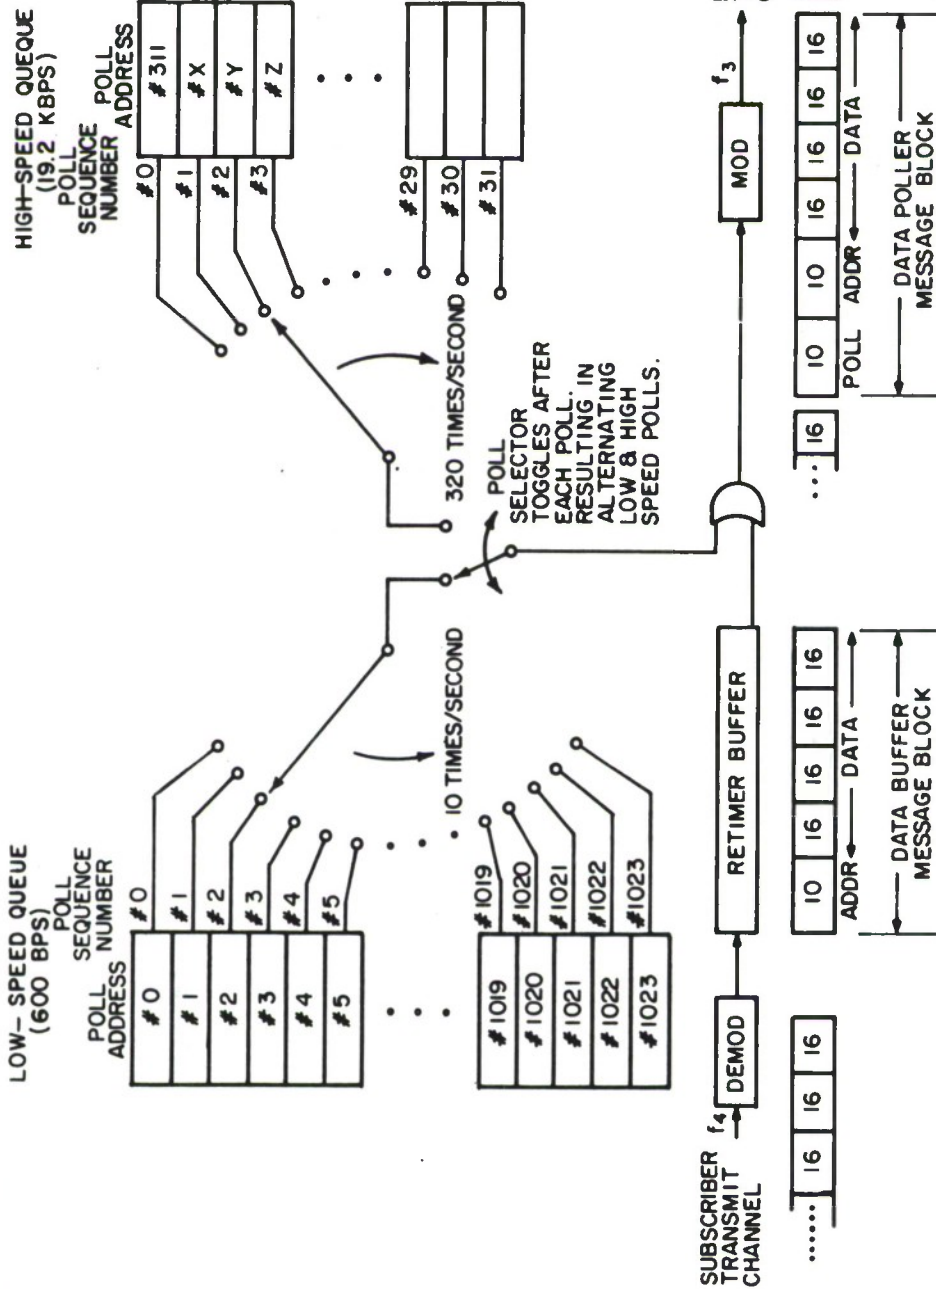 LOW-SPEED QUEUE
(600 BPS)
POLL
SEQUENCE
NUMBER
POLL
ADDRESS
#0
#1
#2
#3
#4
#5
#0
#1
#2
#3
#4
#5
#1019
#1020
#1021
#1022
#1023
#1019
#1020
#1021
#1022
#1023
10 TIMES/SECOND
HIGH-SPEED QUEQUE
(19.2 KBPS)
POLL
SEQUENCE
NUMBER
POLL
ADDRESS
#0
#1
#2
#3
#311
#X
#Y
#Z
#29
#30
#31
320 TIMES/SECOND
POLL
SELECTOR
TOGGLES AFTER
EACH POLL.
RESULTING IN
ALTERNATING
LOW & HIGH
SPEED POLLS.
SUBSCRIBER
TRANSMIT
CHANNEL
f4
DEMOD
RETIMER BUFFER
MOD
f3
16 16 16
10 16 16 16 16
ADDR DATA
DATA BUFFER
MESSAGE BLOCK
16
10 10 16 16 16 16
POLL ADDR DATA
DATA POLLER
MESSAGE BLOCK